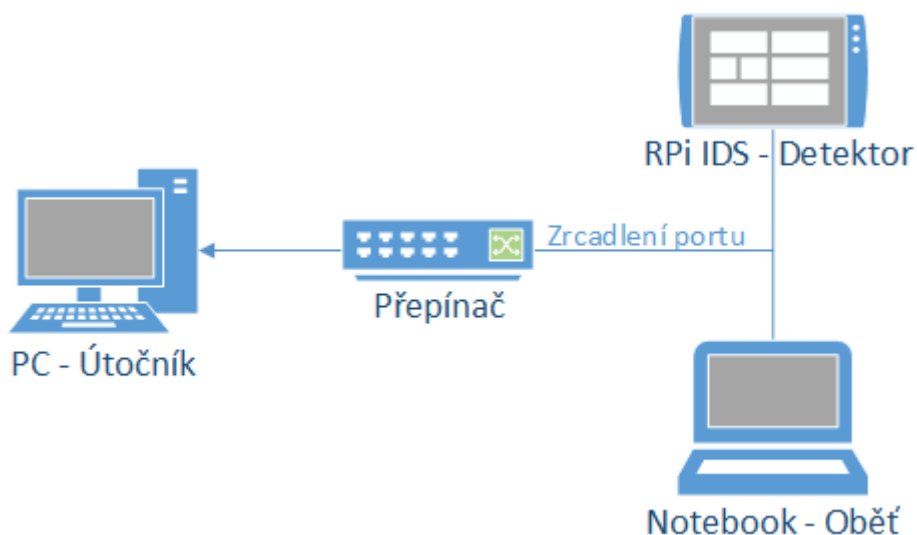 RPi IDS - Detektor
Zrcadlení portu
Přepínač
PC - Útočník
Notebook - Oběť